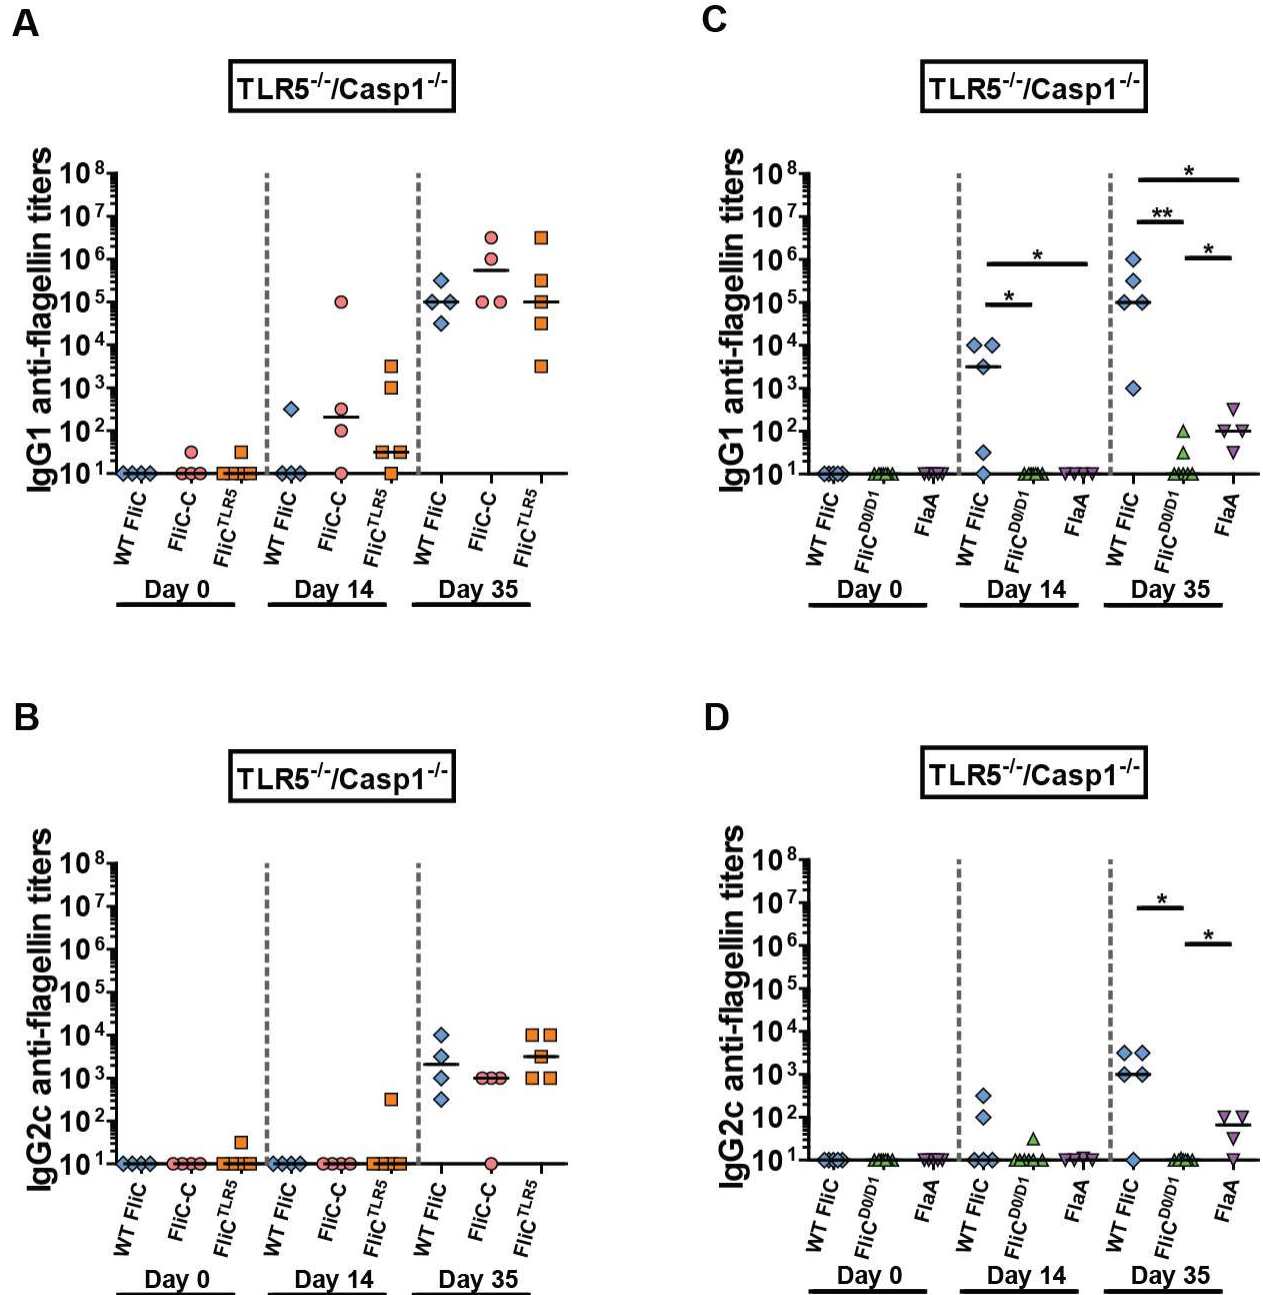 A
TLR5-/-/Casp1-/-
IgG1 anti-flagellin titers
10^8
10^7
10^6
10^5
10^4
10^3
10^2
10^1
WT FliC
FliC-C
FliC^TLR5
WT FliC
FliC-C
FliC^TLR5
WT FliC
FliC-C
FliC^TLR5
Day 0
Day 14
Day 35
C
TLR5-/-/Casp1-/-
IgG1 anti-flagellin titers
10^8
10^7
10^6
10^5
10^4
10^3
10^2
10^1
*
*
*
**
*
WT FliC
FliC^D0/D1
FlaA
WT FliC
FliC^D0/D1
FlaA
WT FliC
FliC^D0/D1
FlaA
Day 0
Day 14
Day 35
B
TLR5-/-/Casp1-/-
IgG2c anti-flagellin titers
10^8
10^7
10^6
10^5
10^4
10^3
10^2
10^1
WT FliC
FliC-C
FliC^TLR5
WT FliC
FliC-C
FliC^TLR5
WT FliC
FliC-C
FliC^TLR5
Day 0
Day 14
Day 35
D
TLR5-/-/Casp1-/-
IgG2c anti-flagellin titers
10^8
10^7
10^6
10^5
10^4
10^3
10^2
10^1
*
*
WT FliC
FliC^D0/D1
FlaA
WT FliC
FliC^D0/D1
FlaA
WT FliC
FliC^D0/D1
FlaA
Day 0
Day 14
Day 35